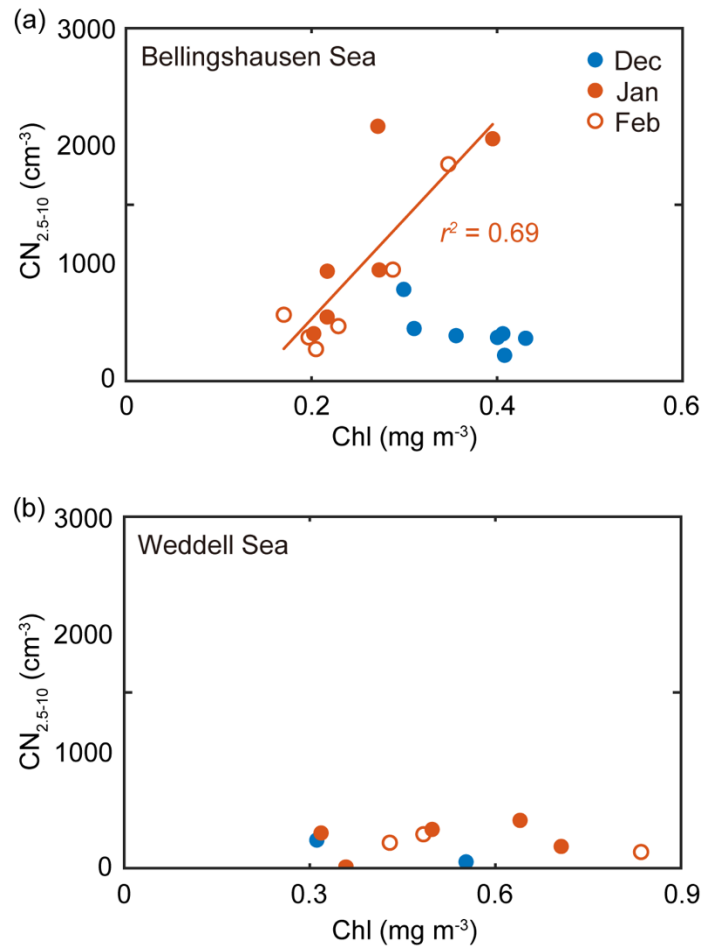 (a)
3000
Bellingshausen Sea
Dec
Jan
Feb
2000
r² = 0.69
1000
0
CN2.5-10 (cm-3)
0 0.2 0.4 0.6
Chl (mg m-3)
(b)
3000
Weddell Sea
2000
1000
0
CN2.5-10 (cm-3)
0 0.3 0.6 0.9
Chl (mg m-3)